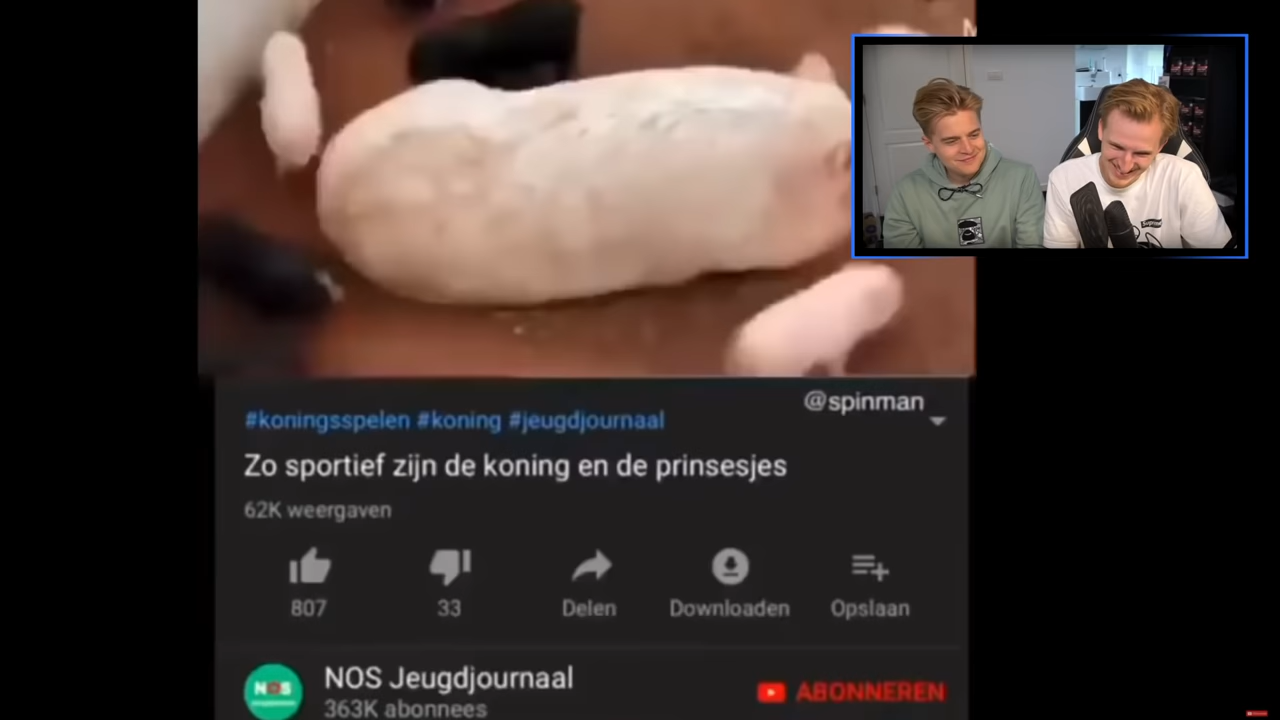 @spinman
#koningsspelen #koning #jeugdjournaal
Zo sportief zijn de koning en de prinsesjes
62K weergaven
807
33
Delen
Downloaden
Opslaan
NOS
NOS Jeugdjournaal
363K abonnees
ABONNEREN